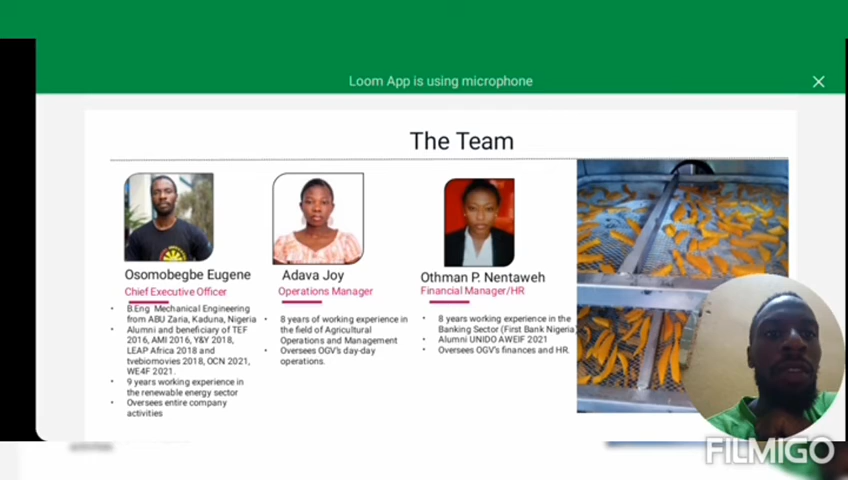 Loom App is using microphone
The Team
Osomobegbe Eugene
Chief Executive Officer
B.Eng Mechanical Engineering
from ABU Zaria, Kaduna, Nigeria
Alumni and beneficiary of TEF
2016, AMI 2016, Y&Y 2018,
LEAP Africa 2018 and
tvebiomovies 2018, OCN 2021,
WE4F 2021.
9 years working experience in
the renewable energy sector
Oversees entire company
activities
Adava Joy
Operations Manager
8 years of working experience in
the field of Agricultural
Operations and Management
Oversees OGV's day-day
operations.
Othman P. Nentaweh
Financial Manager/HR
8 years working experience in the
Banking Sector (First Bank Nigeria)
Alumni UNIDO AWEIF 2021
Oversees OGV's finances and HR.
FILMIGO